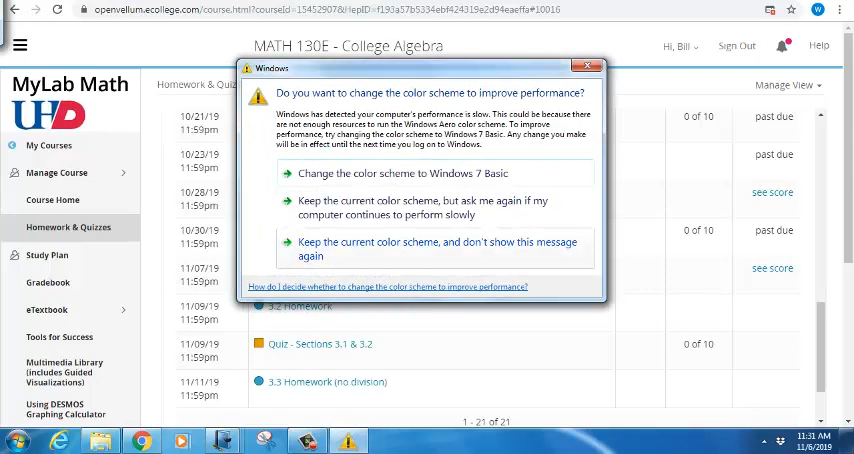 openvellum.ecollege.com/course.html?courseId=15452907&HepID=f193a57b5334ebf424319e2d94eaeffa#10016
W
MATH 130E - College Algebra
Hi, Bill
Sign Out
Help
MyLab Math
UHD
My Courses
Manage Course
Course Home
Homework & Quizzes
Study Plan
Gradebook
eTextbook
Tools for Success
Multimedia Library
(includes Guided
Visualizations)
Using DESMOS
Graphing Calculator
Homework & Quiz
Manage View
10/21/19
11:59pm
0 of 10
past due
10/23/19
11:59pm
past due
10/28/19
11:59pm
see score
10/30/19
11:59pm
0 of 10
past due
11/07/19
11:59pm
see score
11/09/19
11:59pm
3.2 Homework
11/09/19
11:59pm
Quiz - Sections 3.1 & 3.2
0 of 10
11/11/19
11:59pm
3.3 Homework (no division)
1 - 21 of 21
Windows
Do you want to change the color scheme to improve performance?
Windows has detected your computer's performance is slow. This could be because
there are not enough resources to run the Windows Aero color scheme. To improve
performance, try changing the color scheme to Windows 7 Basic. Any change you make
will be in effect until the next time you log on to Windows.
Change the color scheme to Windows 7 Basic
Keep the current color scheme, but ask me again if my
computer continues to perform slowly
Keep the current color scheme, and don't show this message
again
How do I decide whether to change the color scheme to improve performance?
11:31 AM
11/6/2019